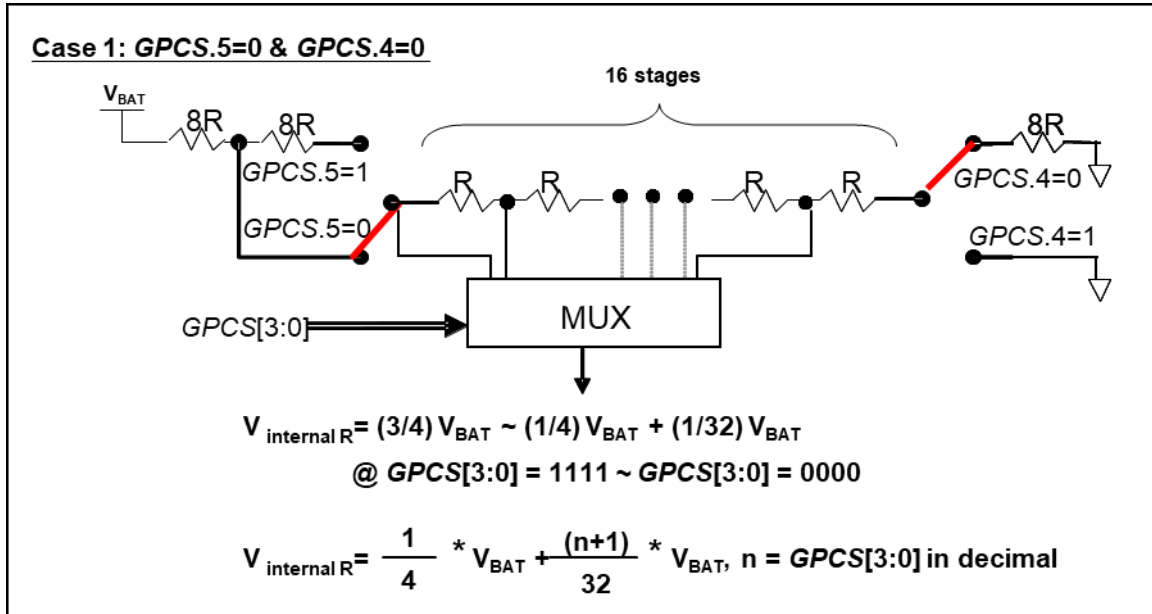 Case 1: GPCS.5=0 & GPCS.4=0
16 stages
VBAT
8R
8R
8R
GPCS.5=1
GPCS.4=0
R
R
R
R
GPCS.5=0
GPCS.4=1
MUX
GPCS[3:0]
V internal R = (3/4) VBAT ~ (1/4) VBAT + (1/32) VBAT
@ GPCS[3:0] = 1111 ~ GPCS[3:0] = 0000
V internal R = 1/4 * VBAT + (n+1)/32 * VBAT, n = GPCS[3:0] in decimal